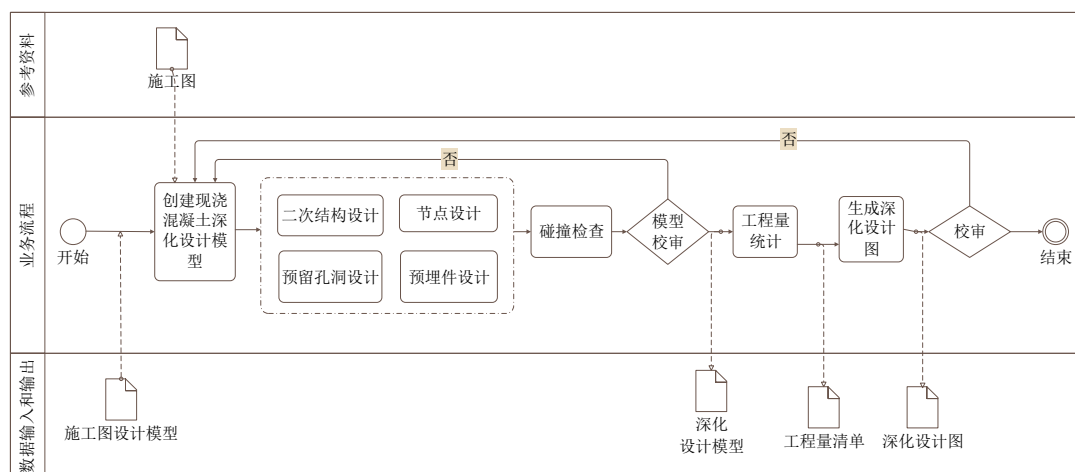 参考资料
施工图
业务流程
否
否
开始
创建现浇
混凝土深
化设计模
型
二次结构设计
节点设计
预留孔洞设计
预埋件设计
碰撞检查
模型
校审
工程量
统计
生成深
化设计
图
校审
结束
数据输入和输出
施工图设计模型
深化
设计模型
工程量清单
深化设计图